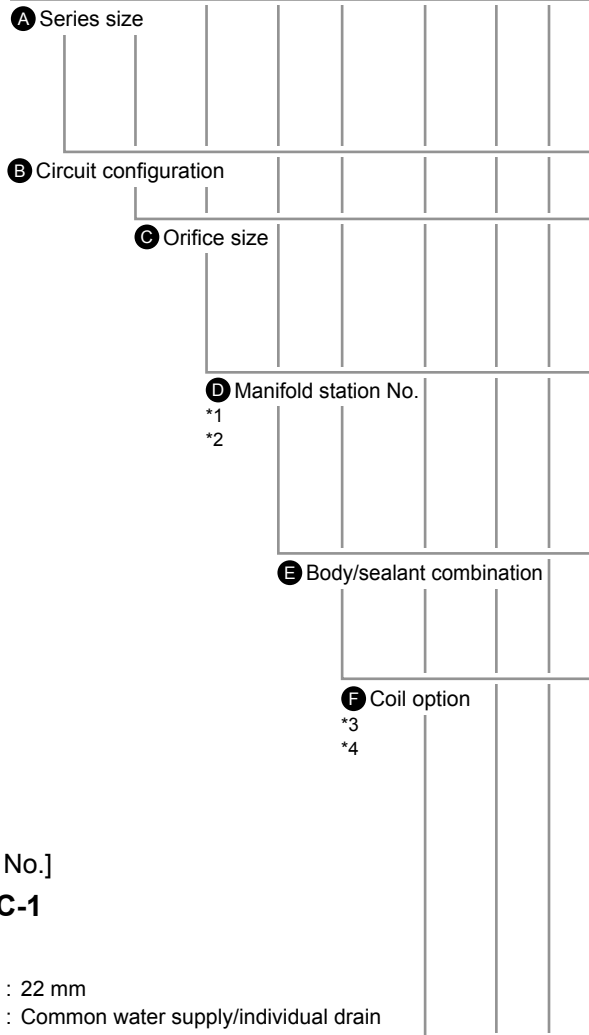 A Series size
B Circuit configuration
C Orifice size
D Manifold station No.
*1
*2
E Body/sealant combination
F Coil option
*3
*4
No.]
C-1
: 22 mm
: Common water supply/individual drain